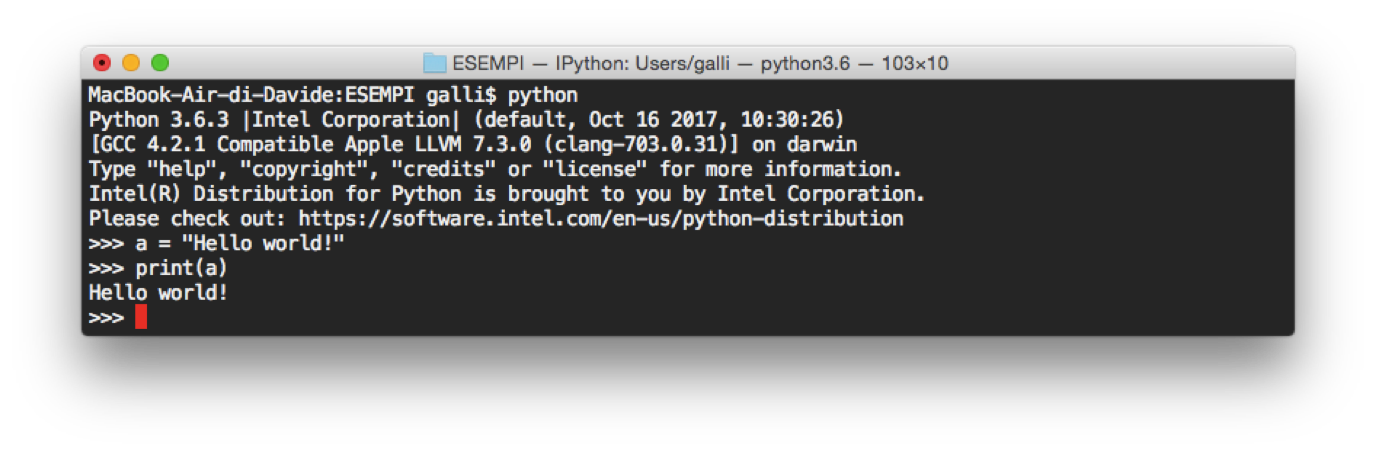 ESEMPI — IPython: Users/galli — python3.6 — 103×10
MacBook-Air-di-Davide:ESEMPI galli$ python
Python 3.6.3 |Intel Corporation| (default, Oct 16 2017, 10:30:26)
[GCC 4.2.1 Compatible Apple LLVM 7.3.0 (clang-703.0.31)] on darwin
Type "help", "copyright", "credits" or "license" for more information.
Intel(R) Distribution for Python is brought to you by Intel Corporation.
Please check out: https://software.intel.com/en-us/python-distribution
>>> a = "Hello world!"
>>> print(a)
Hello world!
>>>